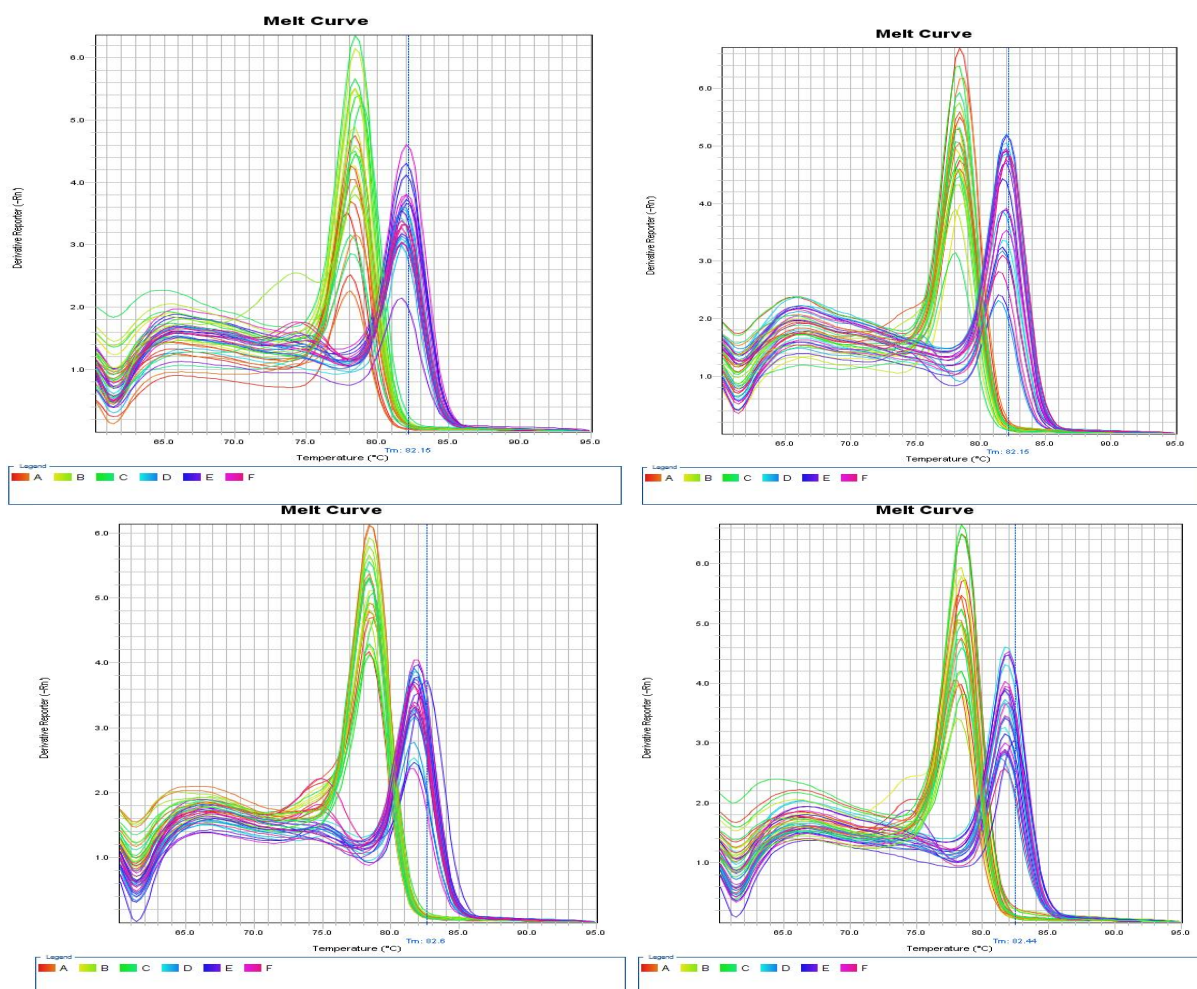 Melt Curve
6.0
5.0
4.0
3.0
2.0
1.0
Derivative Reporter (-Rn)
65.0 70.0 75.0 80.0 85.0 90.0 95.0
Tm: 82.15
Temperature (°C)
Legend
A B C D E F
Melt Curve
6.0
5.0
4.0
3.0
2.0
1.0
Derivative Reporter (-Rn)
65.0 70.0 75.0 80.0 85.0 90.0 95.0
Tm: 82.15
Temperature (°C)
Legend
A B C D E F
Melt Curve
6.0
5.0
4.0
3.0
2.0
1.0
Derivative Reporter (-Rn)
65.0 70.0 75.0 80.0 85.0 90.0 95.0
Tm: 82.6
Temperature (°C)
Legend
A B C D E F
Melt Curve
6.0
5.0
4.0
3.0
2.0
1.0
Derivative Reporter (-Rn)
65.0 70.0 75.0 80.0 85.0 90.0 95.0
Tm: 82.44
Temperature (°C)
Legend
A B C D E F